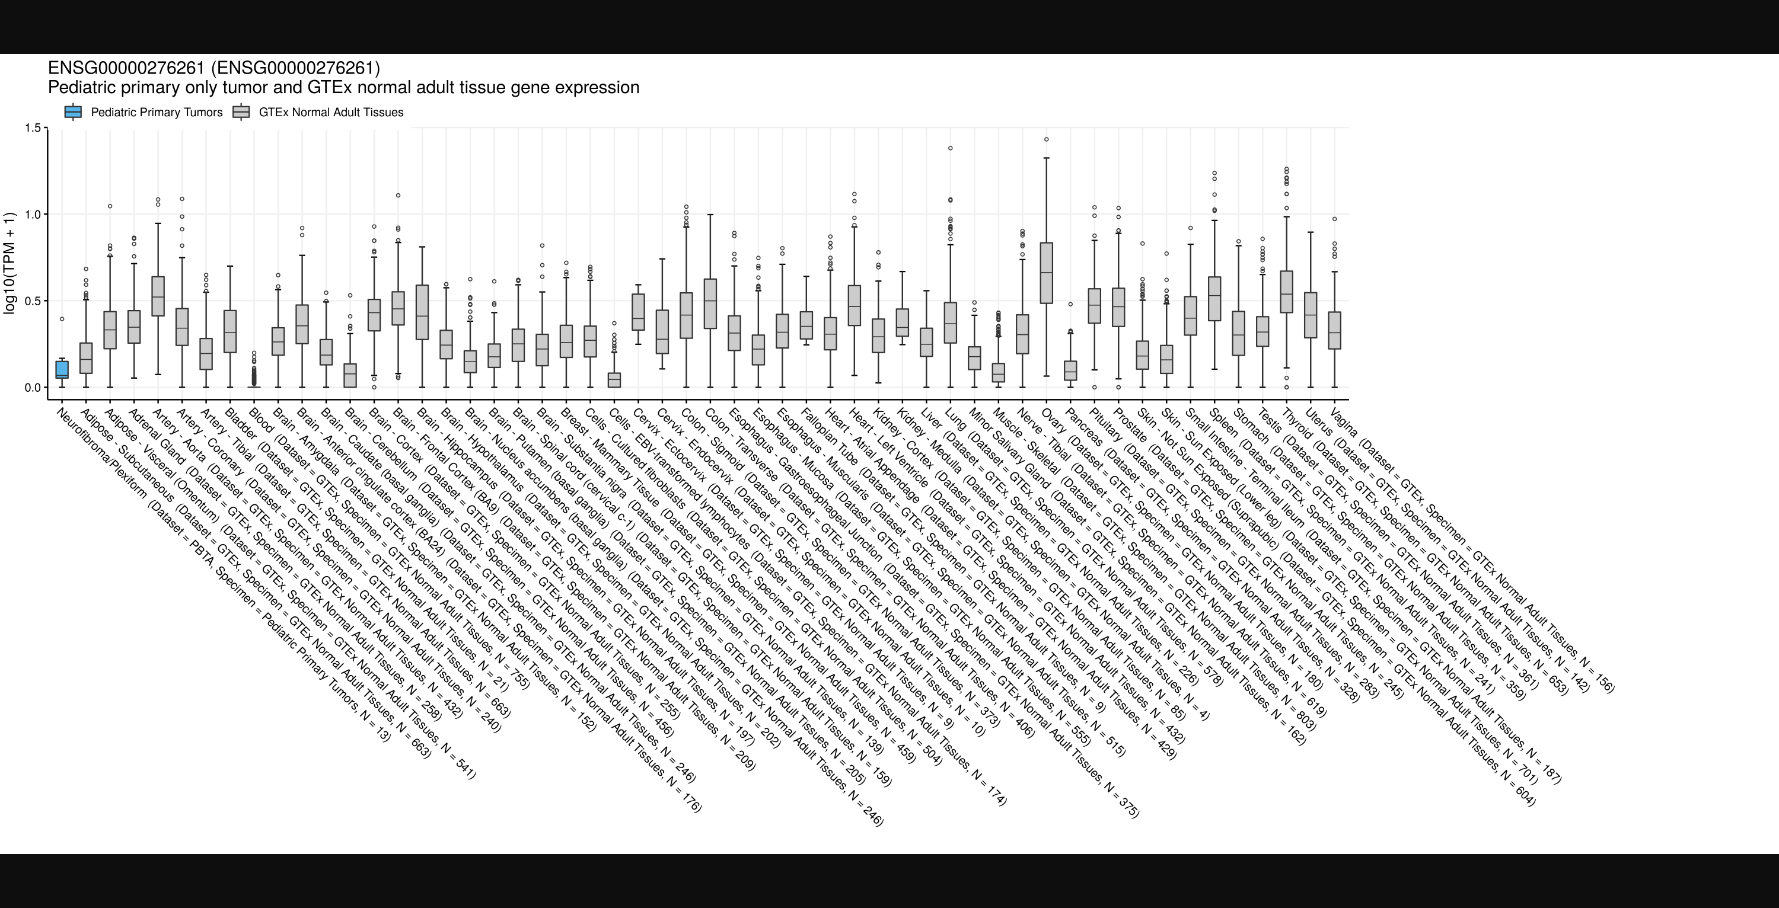 ENSG00000276261 (ENSG00000276261)
Pediatric primary only tumor and GTEx normal adult tissue gene expression
Pediatric Primary Tumors
GTEx Normal Adult Tissues
log10(TPM + 1)
1.5
1.0
0.5
0.0
Neurofibroma/Plexiform (Dataset = PBTA, Specimen = Pediatric Primary Tumors, N = 13)
Adipose - Subcutaneous (Dataset = GTEx, Specimen = GTEx Normal Adult Tissues, N = 663)
Adipose - Visceral (Omentum) (Dataset = GTEx, Specimen = GTEx Normal Adult Tissues, N = 541)
Adrenal Gland (Dataset = GTEx, Specimen = GTEx Normal Adult Tissues, N = 258)
Artery - Aorta (Dataset = GTEx, Specimen = GTEx Normal Adult Tissues, N = 432)
Artery - Coronary (Dataset = GTEx, Specimen = GTEx Normal Adult Tissues, N = 240)
Artery - Tibial (Dataset = GTEx, Specimen = GTEx Normal Adult Tissues, N = 663)
Bladder (Dataset = GTEx, Specimen = GTEx Normal Adult Tissues, N = 21)
Blood (Dataset = GTEx, Specimen = GTEx Normal Adult Tissues, N = 755)
Brain - Amygdala (Dataset = GTEx, Specimen = GTEx Normal Adult Tissues, N = 152)
Brain - Anterior cingulate cortex (BA24) (Dataset = GTEx, Specimen = GTEx Normal Adult Tissues, N = 176)
Brain - Caudate (basal ganglia) (Dataset = GTEx, Specimen = GTEx Normal Adult Tissues, N = 246)
Brain - Cerebellum (Dataset = GTEx, Specimen = GTEx Normal Adult Tissues, N = 456)
Brain - Cortex (Dataset = GTEx, Specimen = GTEx Normal Adult Tissues, N = 255)
Brain - Frontal Cortex (BA9) (Dataset = GTEx, Specimen = GTEx Normal Adult Tissues, N = 209)
Brain - Hippocampus (Dataset = GTEx, Specimen = GTEx Normal Adult Tissues, N = 197)
Brain - Hypothalamus (Dataset = GTEx, Specimen = GTEx Normal Adult Tissues, N = 202)
Brain - Nucleus accumbens (basal ganglia) (Dataset = GTEx, Specimen = GTEx Normal Adult Tissues, N = 246)
Brain - Putamen (basal ganglia) (Dataset = GTEx, Specimen = GTEx Normal Adult Tissues, N = 205)
Brain - Spinal cord (cervical c-1) (Dataset = GTEx, Specimen = GTEx Normal Adult Tissues, N = 159)
Brain - Substantia nigra (Dataset = GTEx, Specimen = GTEx Normal Adult Tissues, N = 139)
Breast - Mammary Tissue (Dataset = GTEx, Specimen = GTEx Normal Adult Tissues, N = 459)
Cells - Cultured fibroblasts (Dataset = GTEx, Specimen = GTEx Normal Adult Tissues, N = 504)
Cells - EBV-transformed lymphocytes (Dataset = GTEx, Specimen = GTEx Normal Adult Tissues, N = 174)
Cervix - Ectocervix (Dataset = GTEx, Specimen = GTEx Normal Adult Tissues, N = 9)
Cervix - Endocervix (Dataset = GTEx, Specimen = GTEx Normal Adult Tissues, N = 10)
Colon - Sigmoid (Dataset = GTEx, Specimen = GTEx Normal Adult Tissues, N = 373)
Colon - Transverse (Dataset = GTEx, Specimen = GTEx Normal Adult Tissues, N = 406)
Esophagus - Gastroesophageal Junction (Dataset = GTEx, Specimen = GTEx Normal Adult Tissues, N = 375)
Esophagus - Mucosa (Dataset = GTEx, Specimen = GTEx Normal Adult Tissues, N = 555)
Esophagus - Muscularis (Dataset = GTEx, Specimen = GTEx Normal Adult Tissues, N = 515)
Fallopian Tube (Dataset = GTEx, Specimen = GTEx Normal Adult Tissues, N = 9)
Heart - Atrial Appendage (Dataset = GTEx, Specimen = GTEx Normal Adult Tissues, N = 429)
Heart - Left Ventricle (Dataset = GTEx, Specimen = GTEx Normal Adult Tissues, N = 432)
Kidney - Cortex (Dataset = GTEx, Specimen = GTEx Normal Adult Tissues, N = 85)
Kidney - Medulla (Dataset = GTEx, Specimen = GTEx Normal Adult Tissues, N = 4)
Liver (Dataset = GTEx, Specimen = GTEx Normal Adult Tissues, N = 226)
Lung (Dataset = GTEx, Specimen = GTEx Normal Adult Tissues, N = 578)
Minor Salivary Gland (Dataset = GTEx, Specimen = GTEx Normal Adult Tissues, N = 162)
Muscle - Skeletal (Dataset = GTEx, Specimen = GTEx Normal Adult Tissues, N = 803)
Nerve - Tibial (Dataset = GTEx, Specimen = GTEx Normal Adult Tissues, N = 619)
Ovary (Dataset = GTEx, Specimen = GTEx Normal Adult Tissues, N = 180)
Pancreas (Dataset = GTEx, Specimen = GTEx Normal Adult Tissues, N = 328)
Pituitary (Dataset = GTEx, Specimen = GTEx Normal Adult Tissues, N = 283)
Prostate (Dataset = GTEx, Specimen = GTEx Normal Adult Tissues, N = 245)
Skin - Not Sun Exposed (Suprapubic) (Dataset = GTEx, Specimen = GTEx Normal Adult Tissues, N = 604)
Skin - Sun Exposed (Lower leg) (Dataset = GTEx, Specimen = GTEx Normal Adult Tissues, N = 701)
Small Intestine - Terminal Ileum (Dataset = GTEx, Specimen = GTEx Normal Adult Tissues, N = 187)
Spleen (Dataset = GTEx, Specimen = GTEx Normal Adult Tissues, N = 241)
Stomach (Dataset = GTEx, Specimen = GTEx Normal Adult Tissues, N = 359)
Testis (Dataset = GTEx, Specimen = GTEx Normal Adult Tissues, N = 361)
Thyroid (Dataset = GTEx, Specimen = GTEx Normal Adult Tissues, N = 653)
Uterus (Dataset = GTEx, Specimen = GTEx Normal Adult Tissues, N = 142)
Vagina (Dataset = GTEx, Specimen = GTEx Normal Adult Tissues, N = 156)